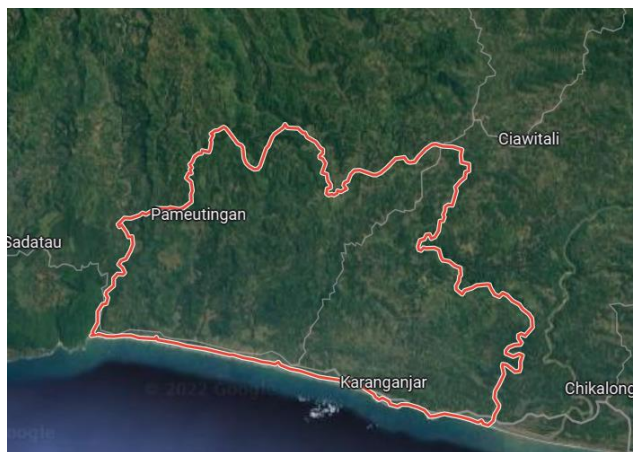 Ciawitali
Pameutingan
Sadatau
Karanganjar
Chikalong
© 2022 Google
oogle